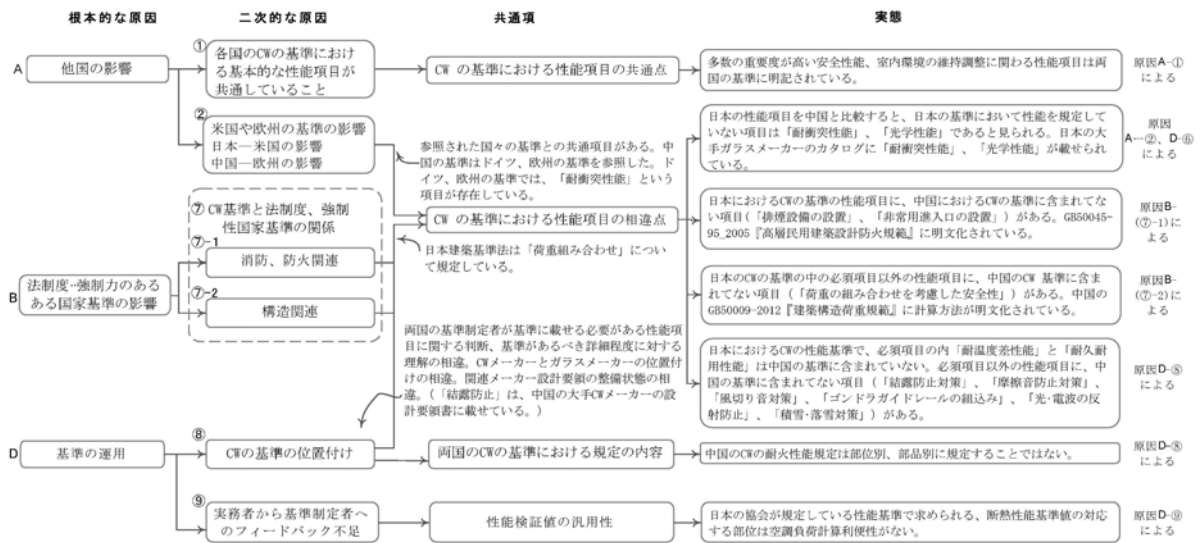 根本的な原因
二次的な原因
共通項
実態
A
他国の影響
①
各国のCWの基準における
基本的な性能項目が
共通していること
CW の基準における性能項目の共通点
多数の重要度が高い安全性能、室内環境の維持調整に関わる性能項目は両
国の基準に明記されている。
原因A-①
による
②
米国や欧州の基準の影響
日本―米国の影響
中国―欧州の影響
参照された国々の基準との共通項目がある。中
国の基準はドイツ、欧州の基準を参照した。ド
イツ、欧州の基準では、「耐衝突性能」という
項目が存在している。
日本の性能項目を中国と比較すると、日本の基準において性能を規定して
いない項目は「耐衝突性能」、「光学性能」であると見られる。日本の大
手ガラスメーカーのカタログに「耐衝突性能」、「光学性能」が載せられ
ている。
原因
A―②、D-⑥
による
⑦ CW基準と法制度、強制
性国家基準の関係
CW の基準における性能項目の相違点
日本におけるCWの基準の性能項目に、中国におけるCWの基準に含まれて
ない項目(「排煙設備の設置」、「非常用進入口の設置」)がある。GB50045-
95_2005『高層民用建築設計防火規範』に明文化されている。
原因B-
(⑦-1)に
よる
⑦-1
消防、防火関連
日本建築基準法は「荷重組み合わせ」につい
て規定している。
B
法制度・強制力のある
ある国家基準の影響
⑦-2
構造関連
日本のCWの基準の中の必須項目以外の性能項目に、中国のCW 基準に含ま
れてない項目(「荷重の組み合わせを考慮した安全性」)がある。中国の
GB50009-2012『建築構造荷重規範』に計算方法が明文化されている。
原因B-
(⑦-2)に
よる
両国の基準制定者が基準に載せる必要がある性能項
目に関する判断、基準があるべき詳細程度に対する
理解の相違。CWメーカーとガラスメーカーの位置付
けの相違。関連メーカー設計要領の整備状態の相
違。(「結露防止」は、中国の大手CWメーカーの設
計要領書に載せている。)
日本におけるCWの性能基準で、必須項目の内「耐温度差性能」と「耐久耐
用性能」は中国の基準に含まれていない。必須項目以外の性能項目に、中
国の基準に含まれてない項目(「結露防止対策」、「摩擦音防止対策」、
「風切り音対策」、「ゴンドラガイドレールの組込み」、「光・電波の反
射防止」、「積雪・落雪対策」)がある。
原因D-⑧
による
D
基準の運用
⑧
CWの基準の位置付け
両国のCWの基準における規定の内容
中国のCWの耐火性能規定は部位別、部品別に規定することではない。
原因D-⑧
による
⑨
実務者から基準制定者へ
のフィードバック不足
性能検証値の汎用性
日本の協会が規定している性能基準で求められる、断熱性能基準値の対応
する部位は空調負荷計算利便性がない。
原因D-⑨
による